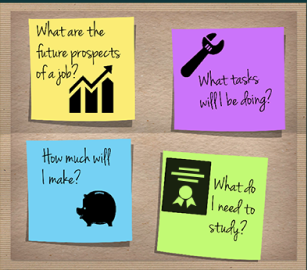 What are the
future prospects
of a job?
What tasks
will I be doing?
How much will
I make?
What do
I need to
study?